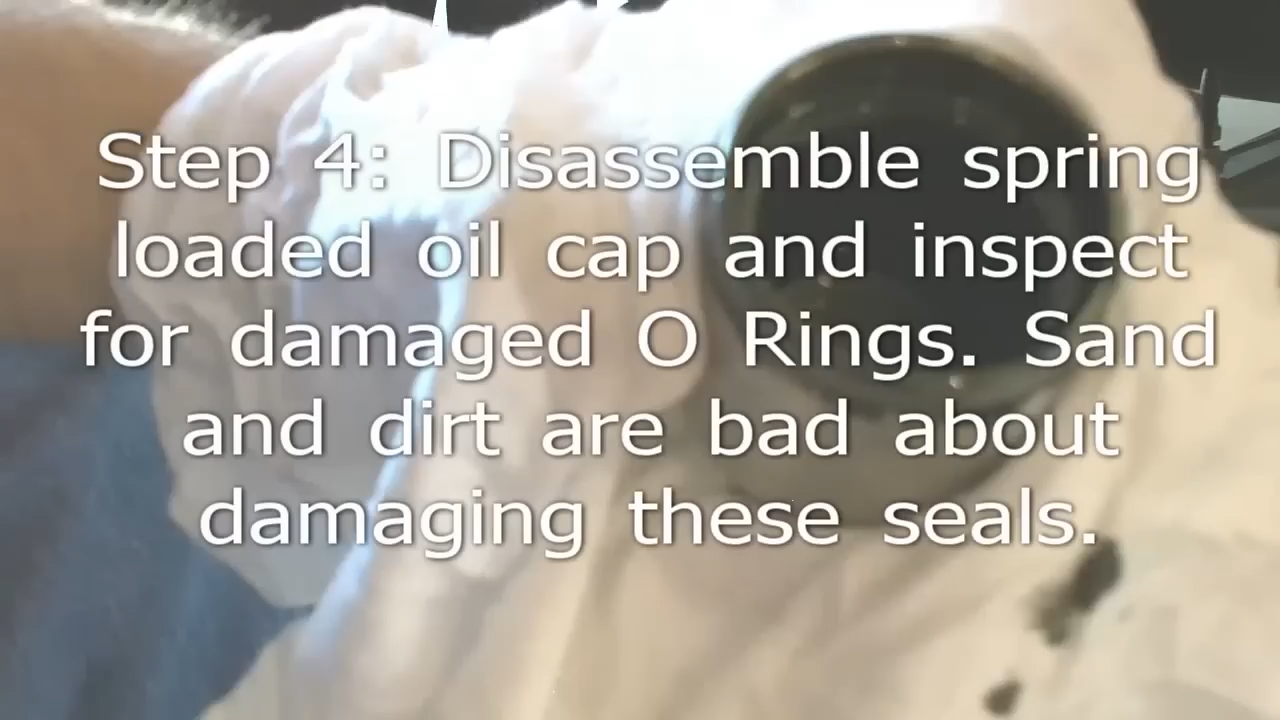 Step 4: Disassemble spring
loaded oil cap and inspect
for damaged O Rings. Sand
and dirt are bad about
damaging these seals.